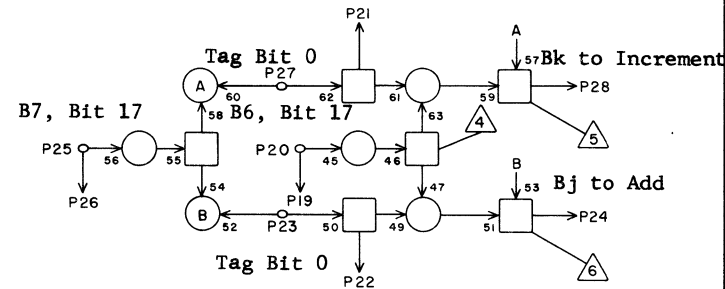 P21
A
Tag Bit 0
P27
57 Bk to Increment
A
60
62
61
59
P28
B7, Bit 17
58
B6, Bit 17
63
4
5
P25
56
55
P20
45
46
P26
54
P19
47
B
53
Bj to Add
B
52
P23
50
49
51
P24
Tag Bit 0
P22
6